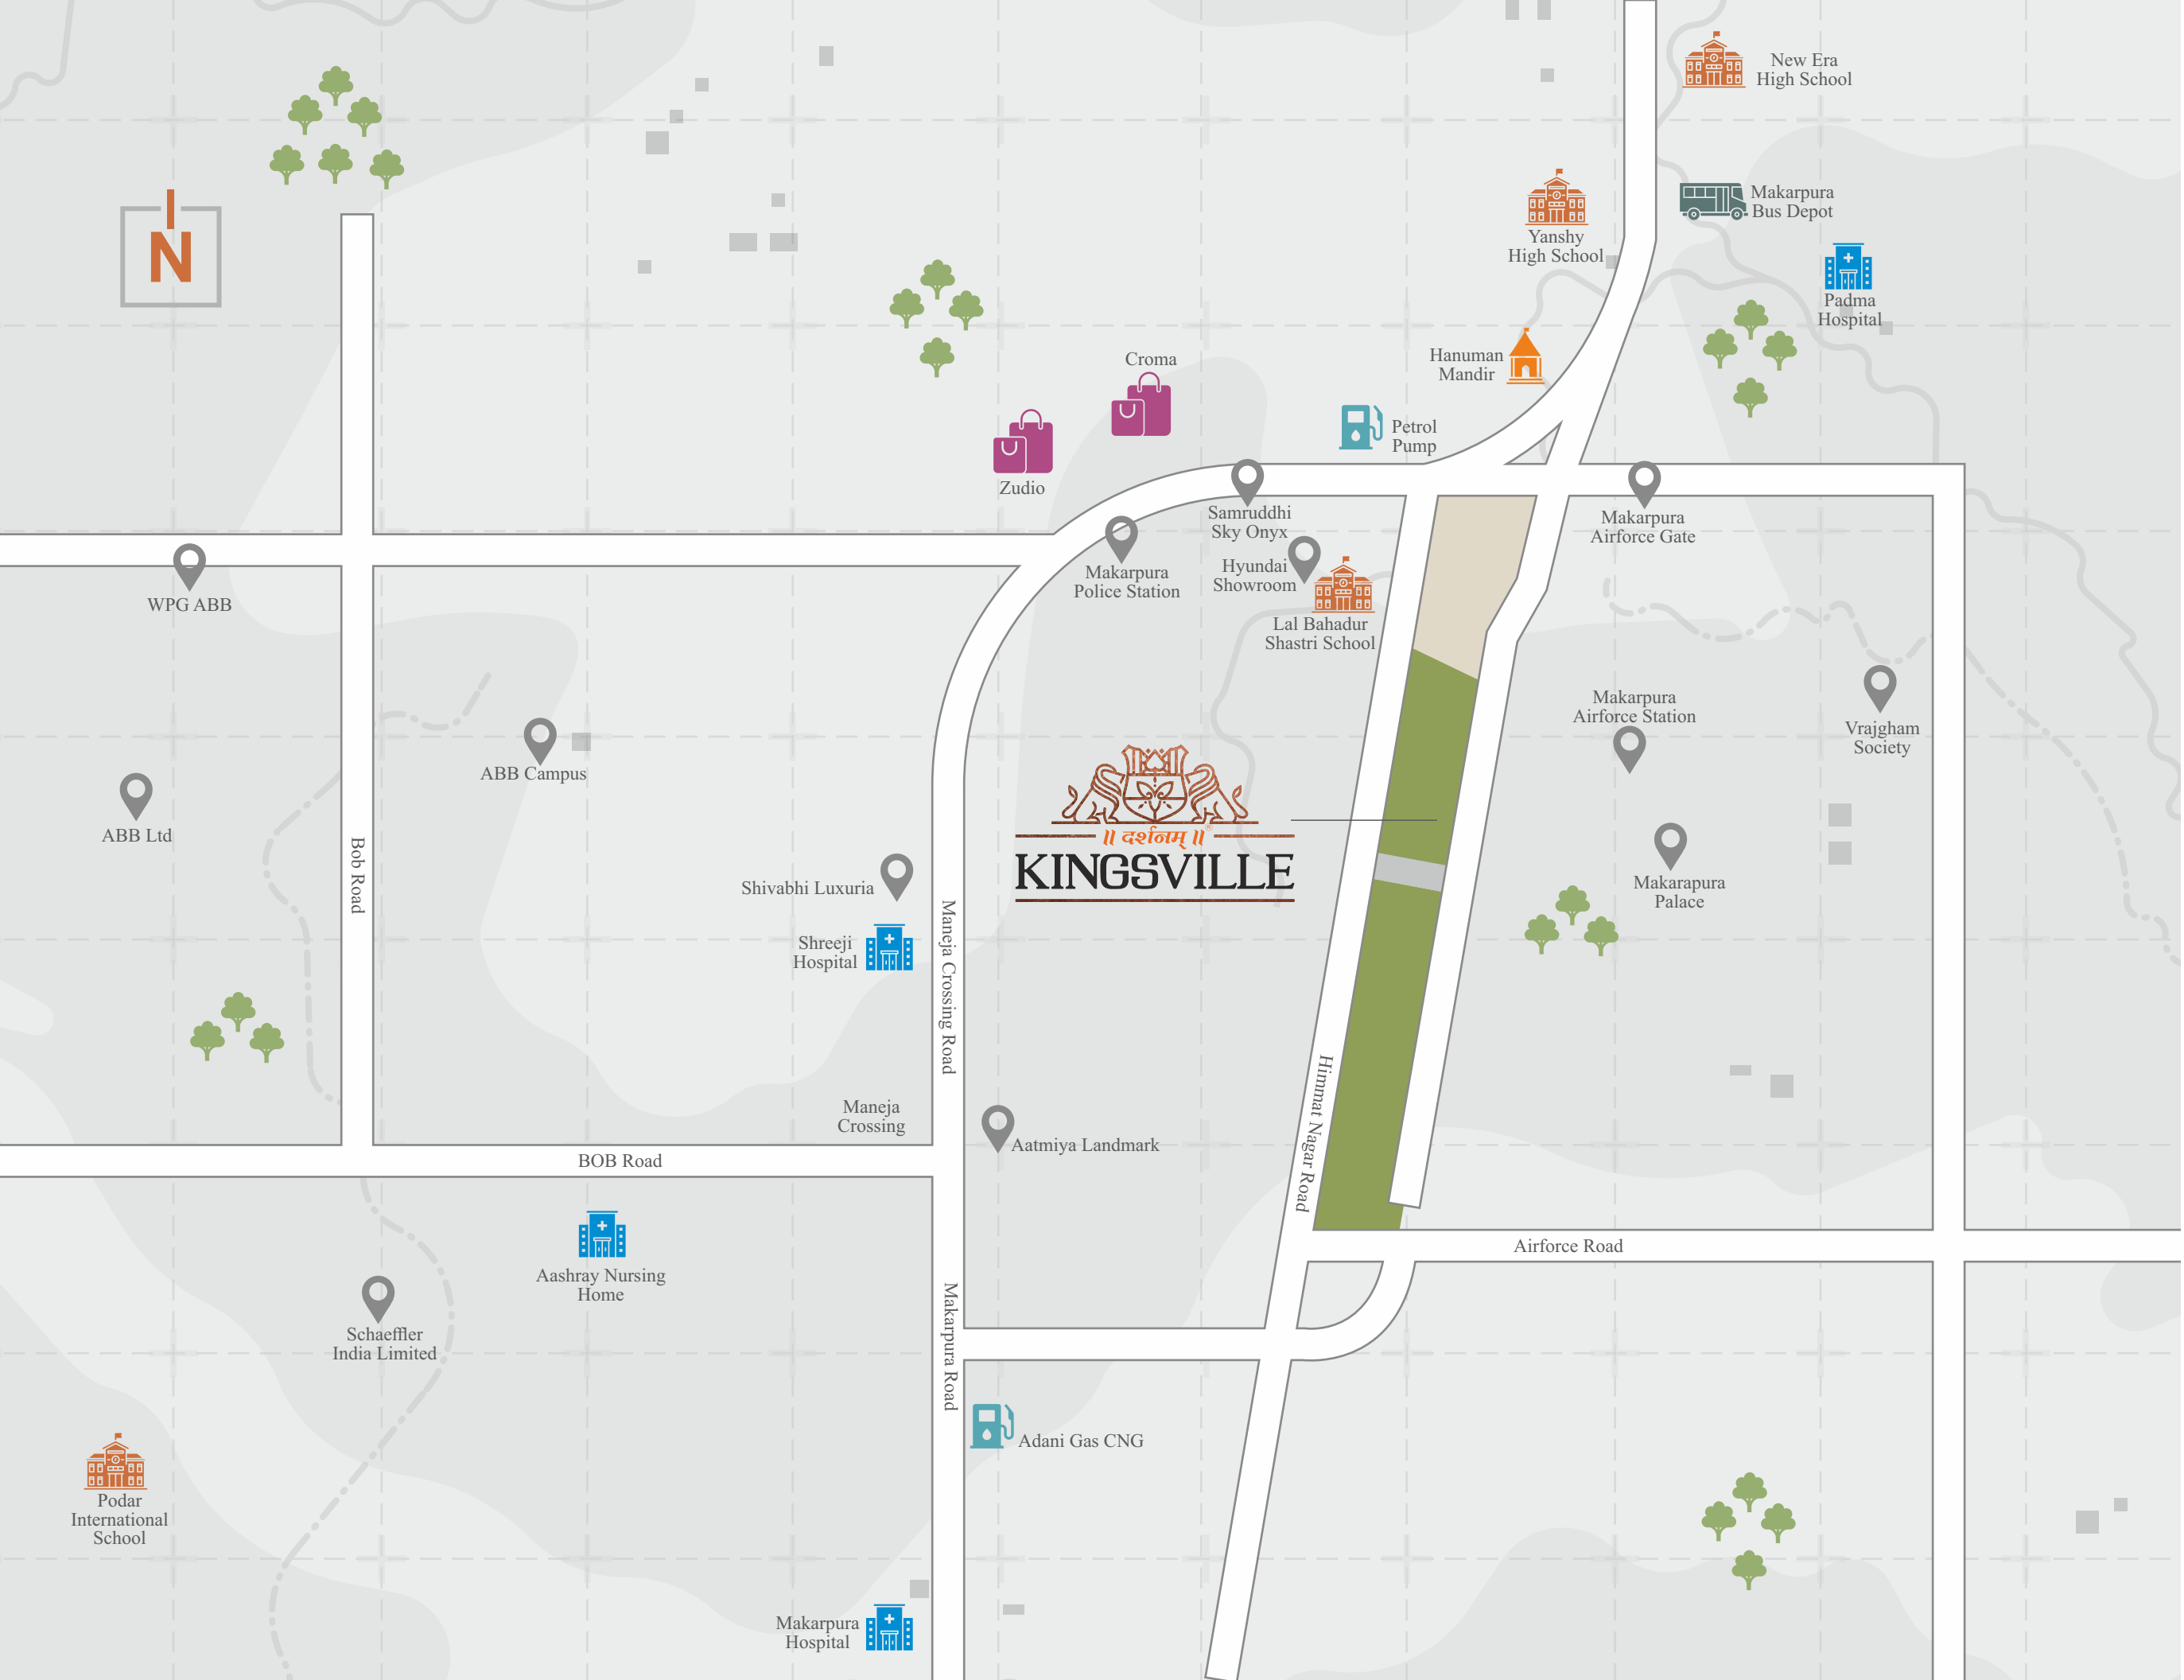 New Era
High School
N
Makarpura
Bus Depot
Yanshy
High School
Padma
Hospital
Croma
Hanuman
Mandir
Petrol
Pump
Zudio
Samruddhi
Sky Onyx
Makarpura
Airforce Gate
Makarpura
Police Station
Hyundai
Showroom
WPG ABB
Lal Bahadur
Shastri School
Makarpura
Airforce Station
Vrajgham
Society
ABB Campus
ABB Ltd
Bob Road
॥ दर्शनम् ॥®
KINGSVILLE
Shivabhi Luxuria
Makarapura
Palace
Shreeji
Hospital
Maneja Crossing Road
Maneja
Crossing
Aatmiya Landmark
Himmat Nagar Road
BOB Road
Airforce Road
Aashray Nursing
Home
Schaeffler
India Limited
Makarpura Road
Adani Gas CNG
Podar
International
School
Makarpura
Hospital